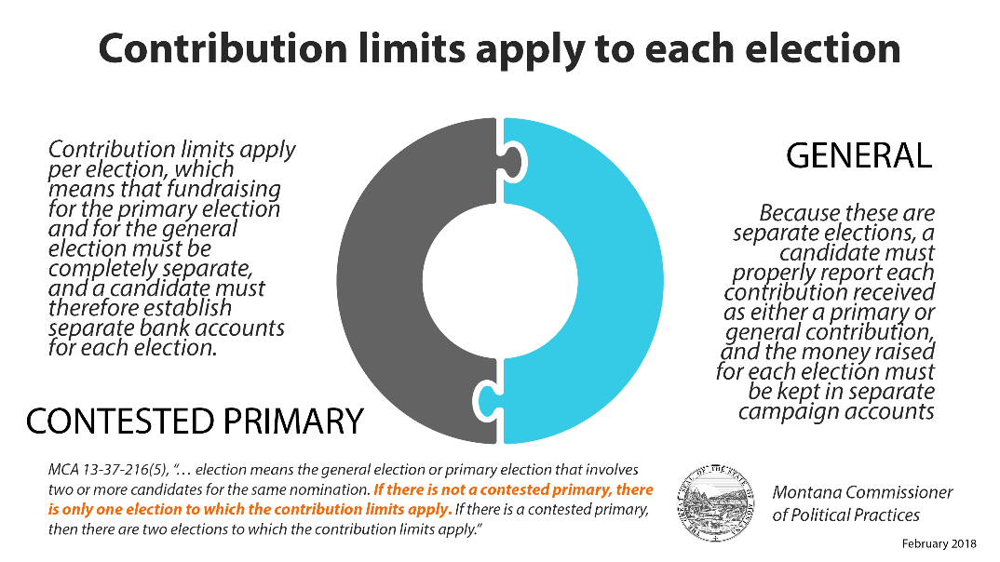 Contribution limits apply to each election
Contribution limits apply
per election, which
means that fundraising
for the primary election
and for the general
election must be
completely separate,
and a candidate must
therefore establish
separate bank accounts
for each election.
CONTESTED PRIMARY
GENERAL
Because these are
separate elections, a
candidate must
properly report each
contribution received
as either a primary or
general contribution,
and the money raised
for each election must
be kept in separate
campaign accounts
MCA 13-37-216(5), “… election means the general election or primary election that involves
two or more candidates for the same nomination. If there is not a contested primary, there
is only one election to which the contribution limits apply. If there is a contested primary,
then there are two elections to which the contribution limits apply.”
Montana Commissioner
of Political Practices
February 2018